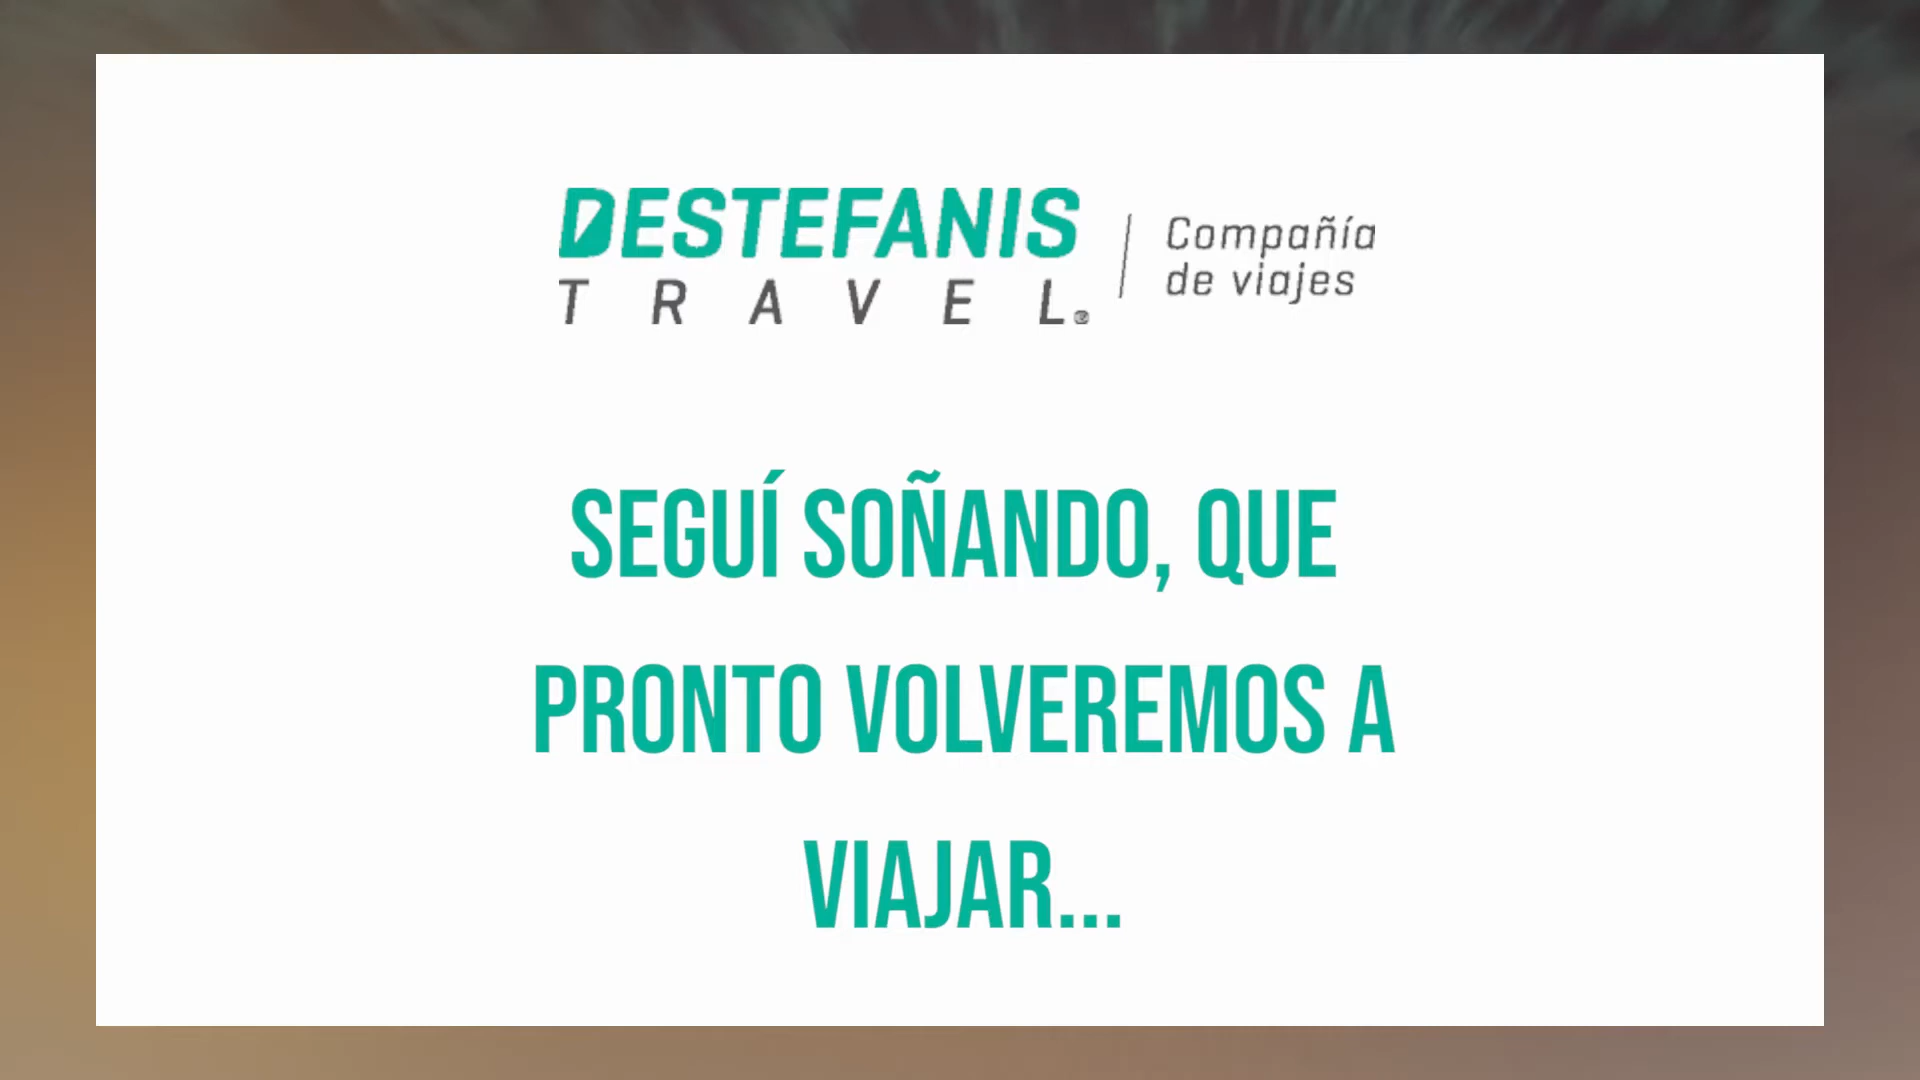 DESTEFANIS
TRAVEL®
Compañía
de viajes
SEGUÍ SOÑANDO, QUE
PRONTO VOLVEREMOS A
VIAJAR...